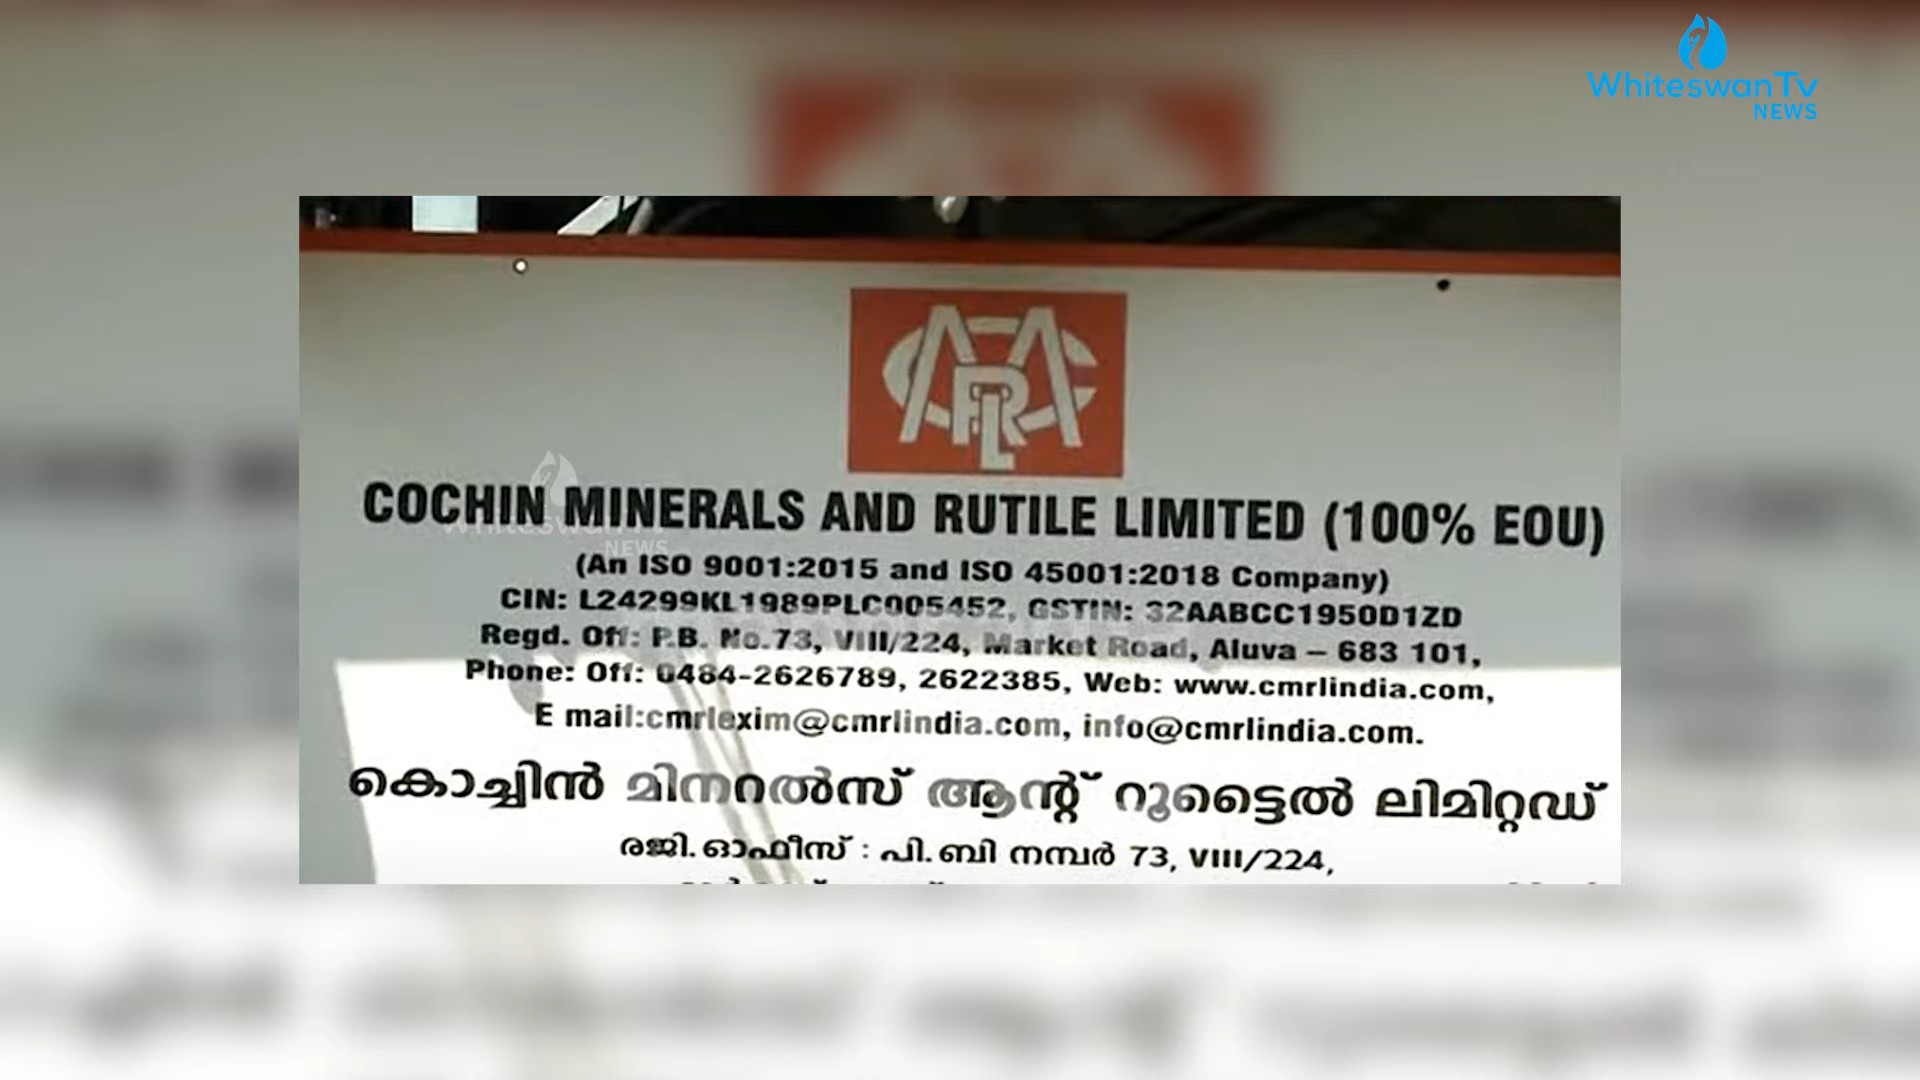 WhiteswanTv
NEWS
CMRL
COCHIN MINERALS AND RUTILE LIMITED (100% EOU)
(An ISO 9001:2015 and ISO 45001:2018 Company)
CIN: L24299KL1989PLC005452, GSTIN: 32AABCC1950D1ZD
Regd. Off: P.B. No.73, VIII/224, Market Road, Aluva – 683 101,
Phone: Off: 0484-2626789, 2622385, Web: www.cmrlindia.com,
E mail:cmrlexim@cmrlindia.com, info@cmrlindia.com.
കൊച്ചിൻ മിനറൽസ് ആന്റ് റൂട്ടൈൽ ലിമിറ്റഡ്
രജി.ഓഫീസ് : പി.ബി നമ്പർ 73, VIII/224,